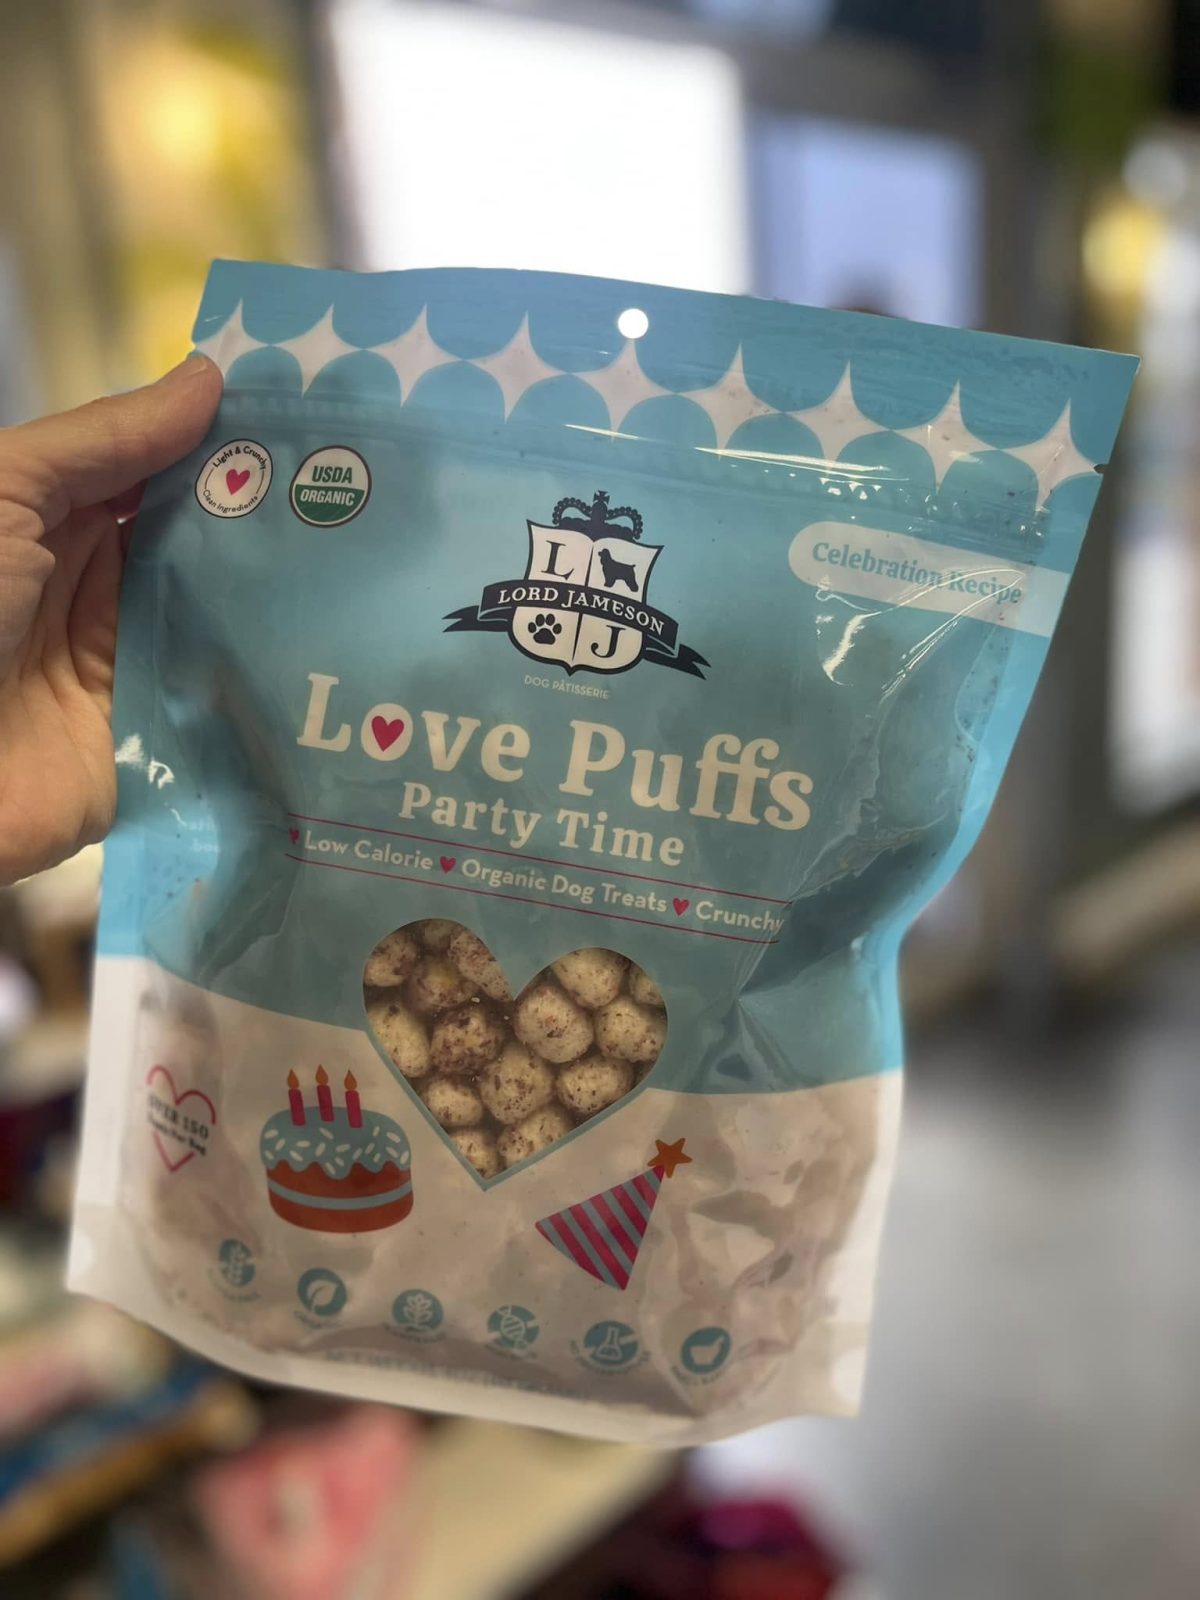 Light & Crunchy
Clean Ingredients
USDA
ORGANIC
Celebration Recipe
L
LORD JAMESON
J
DOG PÂTISSERIE
Love Puffs
Party Time
Low Calorie Organic Dog Treats Crunchy
OVER 150